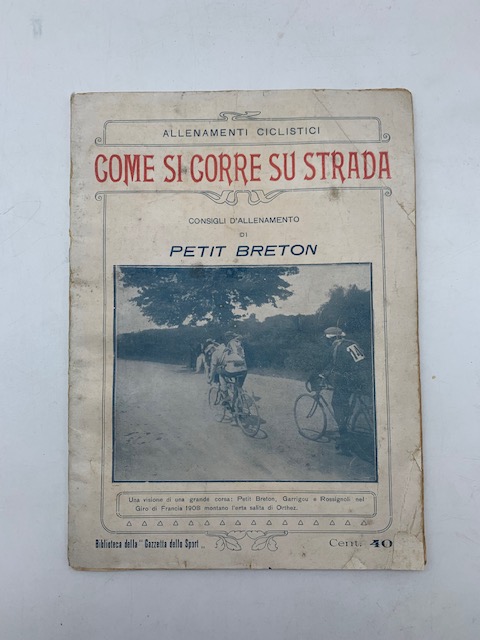 ALLENAMENTI CICLISTICI
COME SI CORRE SU STRADA
CONSIGLI D'ALLENAMENTO
DI
PETIT BRETON
Una visione di una grande corsa: Petit Breton, Garrigou e Rossignoli nel
Giro di Francia 1908 montano l'erta salita di Orthez.
Biblioteca della "Gazzetta dello Sport„
Cent. 40